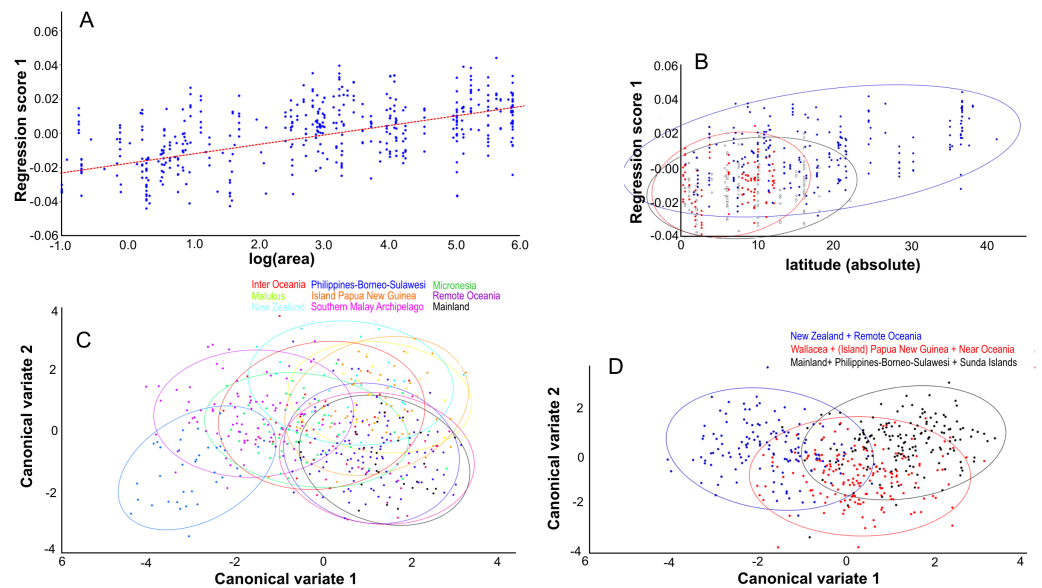 A
Regression score 1
0.06
0.04
0.02
0.00
-0.02
-0.04
-0.06
-1.0
0.0
1.0
2.0
3.0
4.0
5.0
6.0
log(area)
B
Regression score 1
0.06
0.02
0.00
-0.02
-0.04
0
10
20
30
40
latitude (absolute)
Inter Oceania Philippines-Borneo-Sulawesi Micronesia
Malukus Island Papua New Guinea Remote Oceania
New Zealand Southern Malay Archipelago Mainland
C
Canonical variate 2
4
2
0
-2
-4
6
-4
-2
0
2
4
Canonical variate 1
New Zealand + Remote Oceania
Wallacea + (Island) Papua New Guinea + Near Oceania
Mainland+ Philippines-Borneo-Sulawesi + Sunda Islands
D
Canonical variate 2
2
0
-2
-4
6
-4
-2
0
2
4
Canonical variate 1